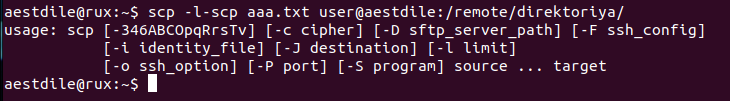 aestdile@rux:~$ scp -l-scp aaa.txt user@aestdile:/remote/direktoriya/
usage: scp [-346ABCOpqRrsTv] [-c cipher] [-D sftp_server_path] [-F ssh_config]
[-i identity_file] [-J destination] [-l limit]
[-o ssh_option] [-P port] [-S program] source ... target
aestdile@rux:~$